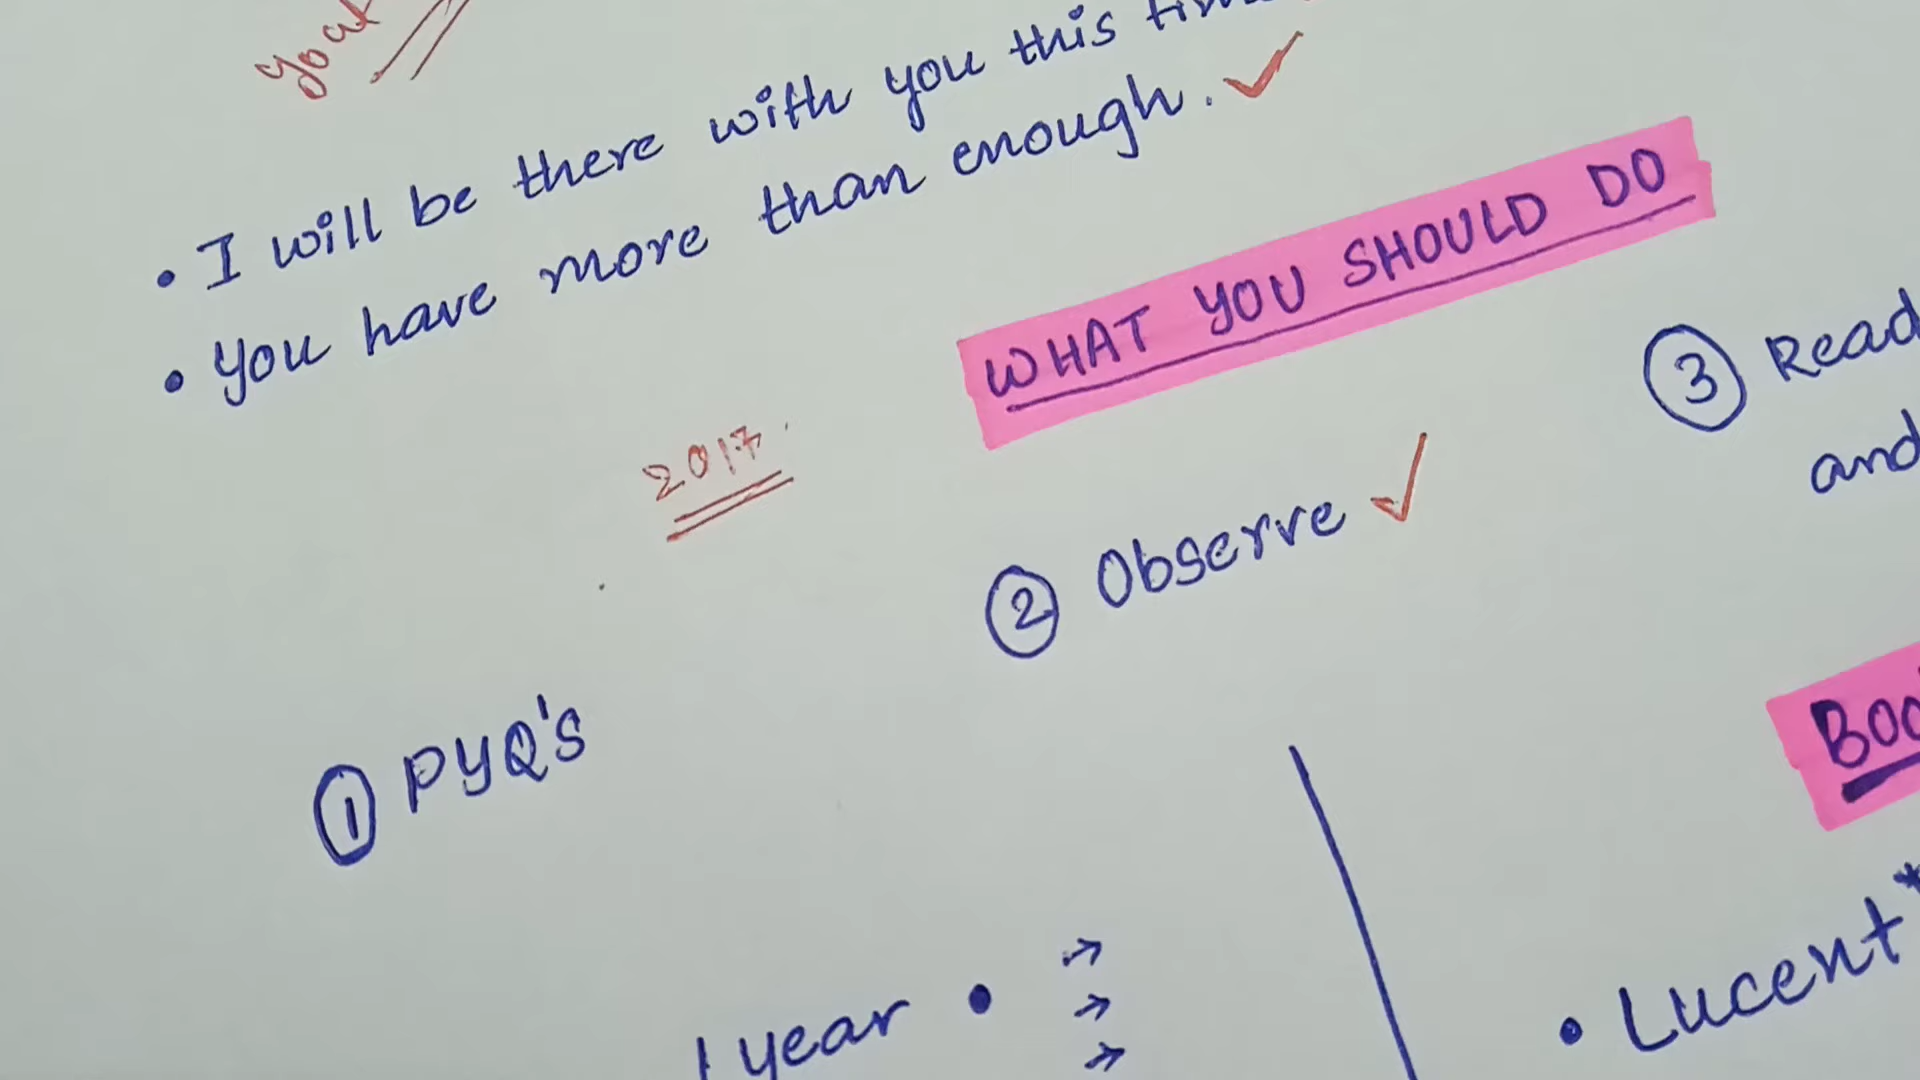 • I will be there with you this
• You have more than enough.
WHAT YOU SHOULD DO
2017
① PYQ's
② Observe
③ Read
and
1 year •
→
→
→
• Lucent*